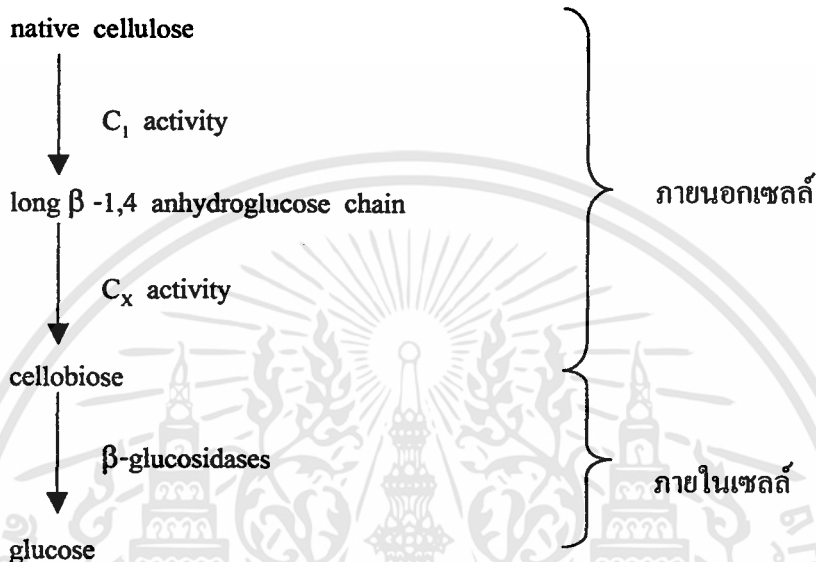 native cellulose
C₁ activity
long β -1,4 anhydroglucose chain
ภายนอกเซลล์
Cₓ activity
cellobiose
β-glucosidases
ภายในเซลล์
glucose